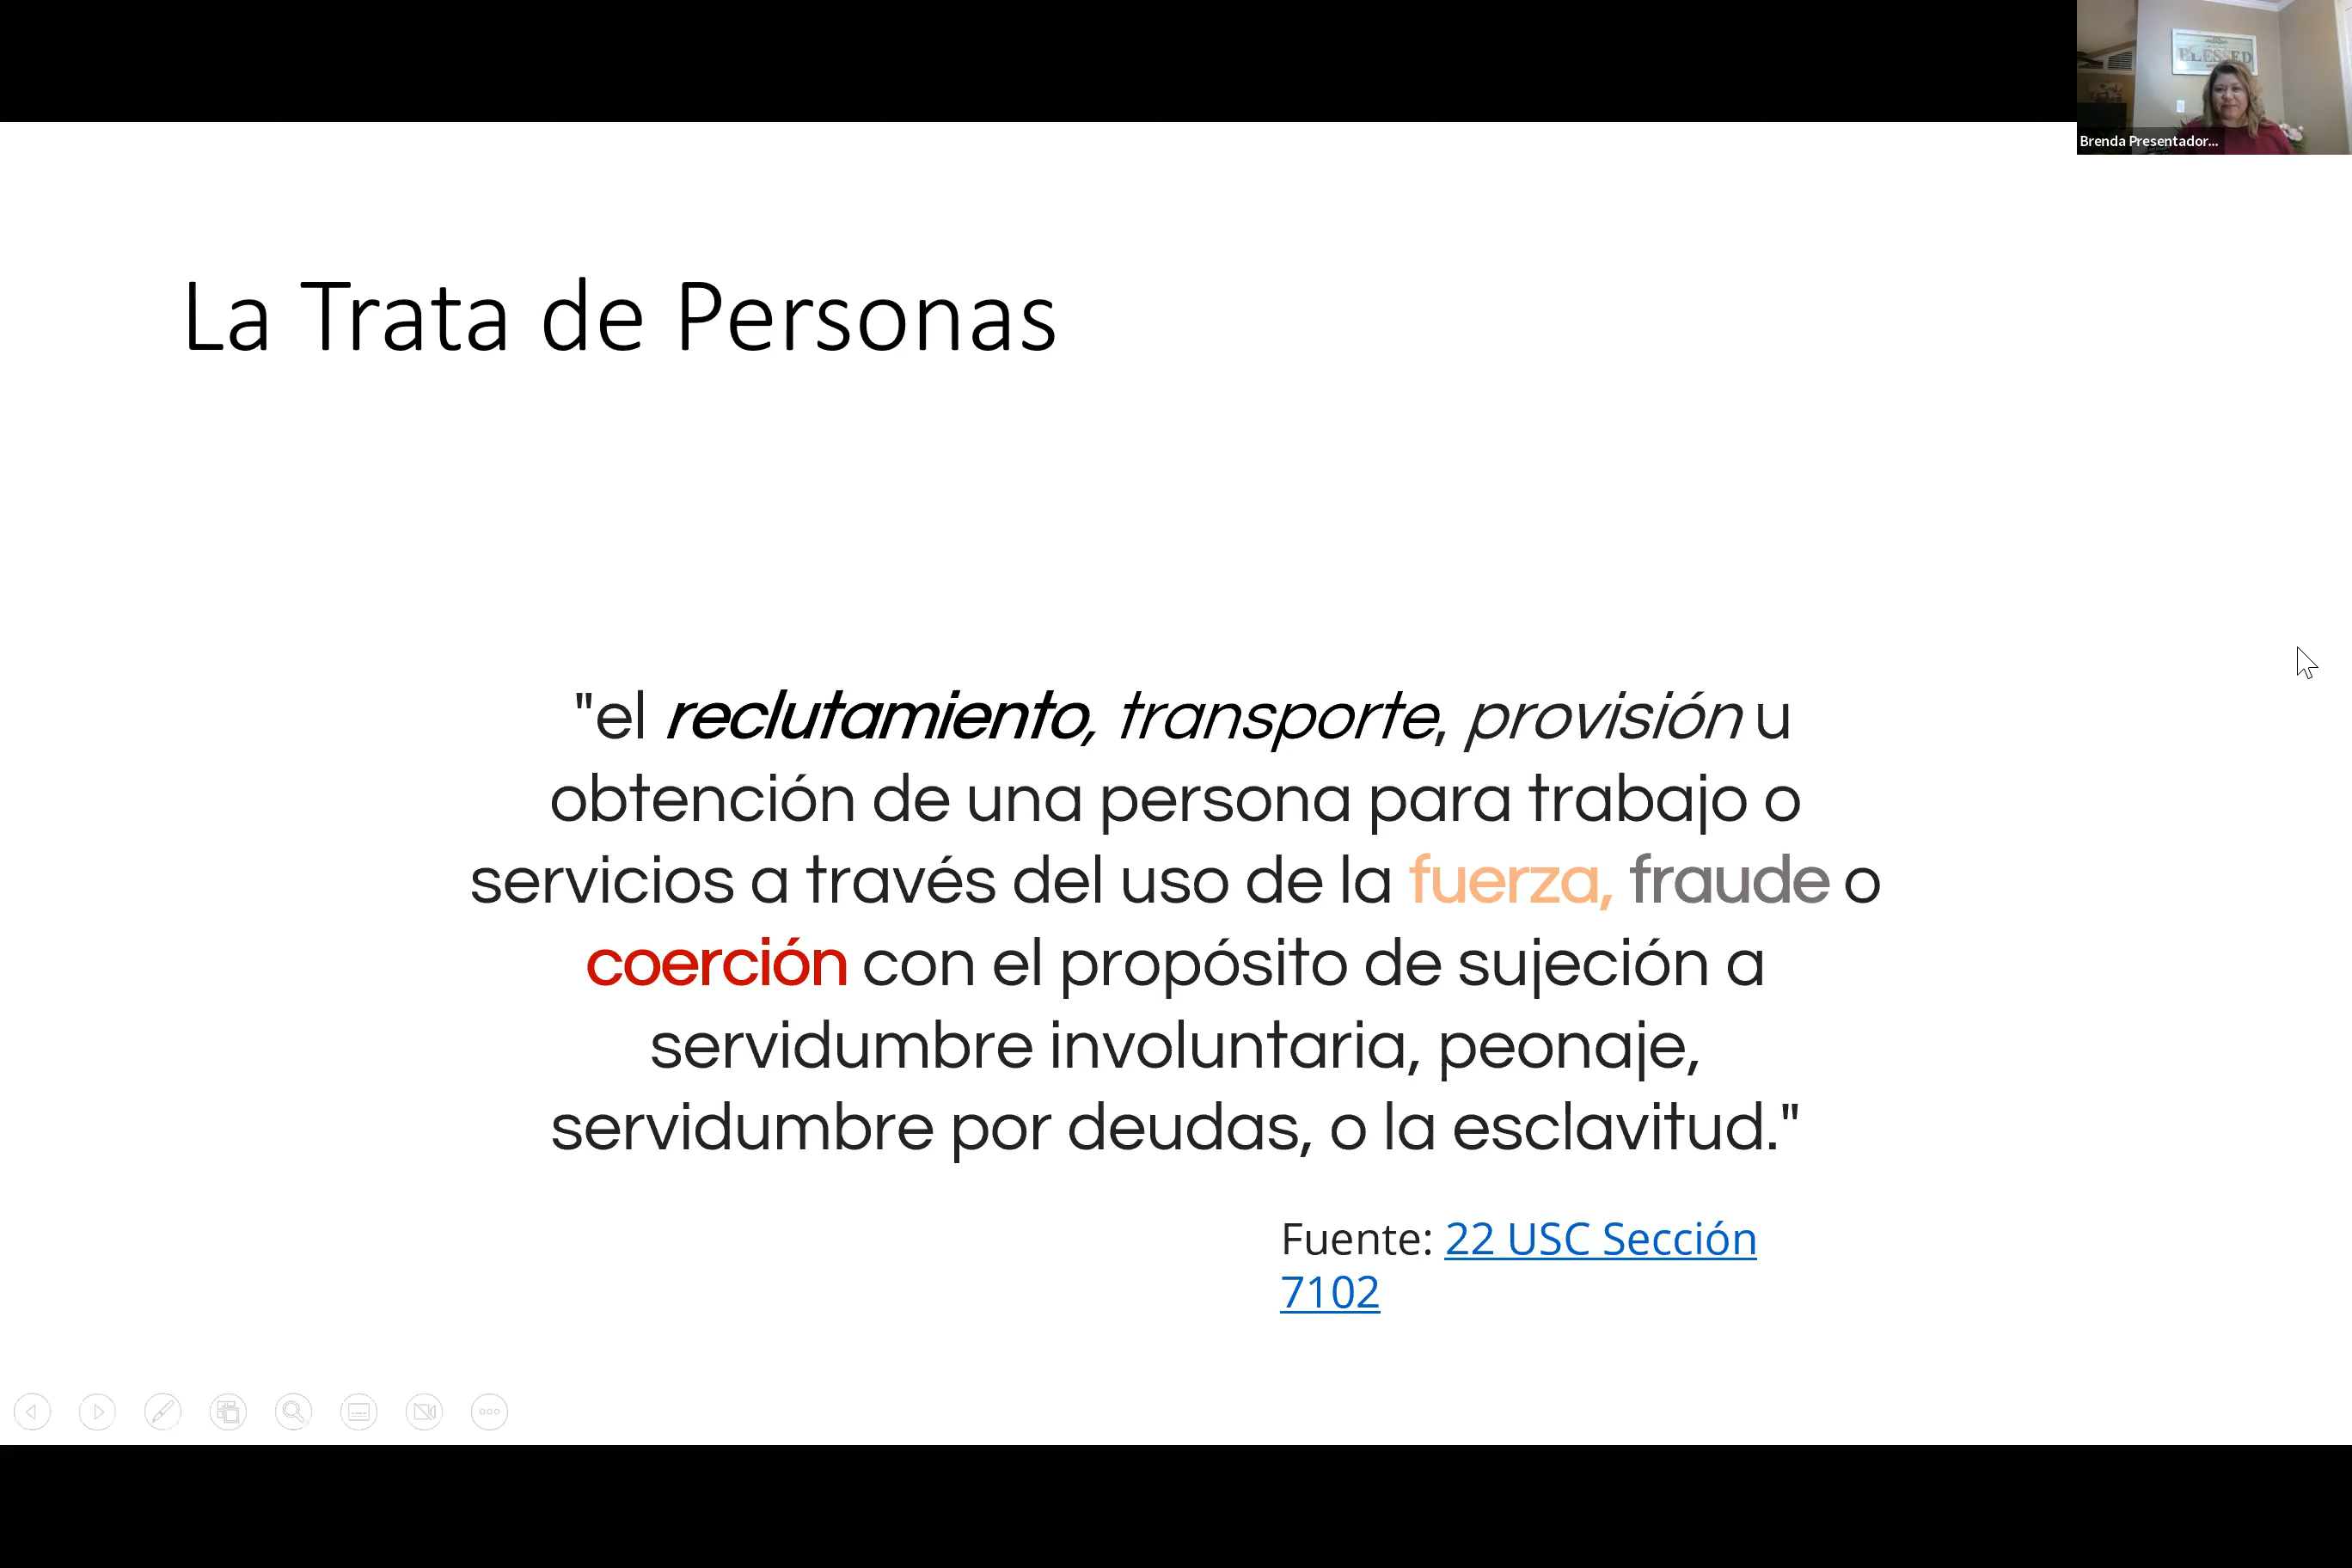 BLESSED
Brenda Presentador...
La Trata de Personas
"el reclutamiento, transporte, provisión u
obtención de una persona para trabajo o
servicios a través del uso de la fuerza, fraude o
coerción con el propósito de sujeción a
servidumbre involuntaria, peonaje,
servidumbre por deudas, o la esclavitud."
Fuente: 22 USC Sección
7102